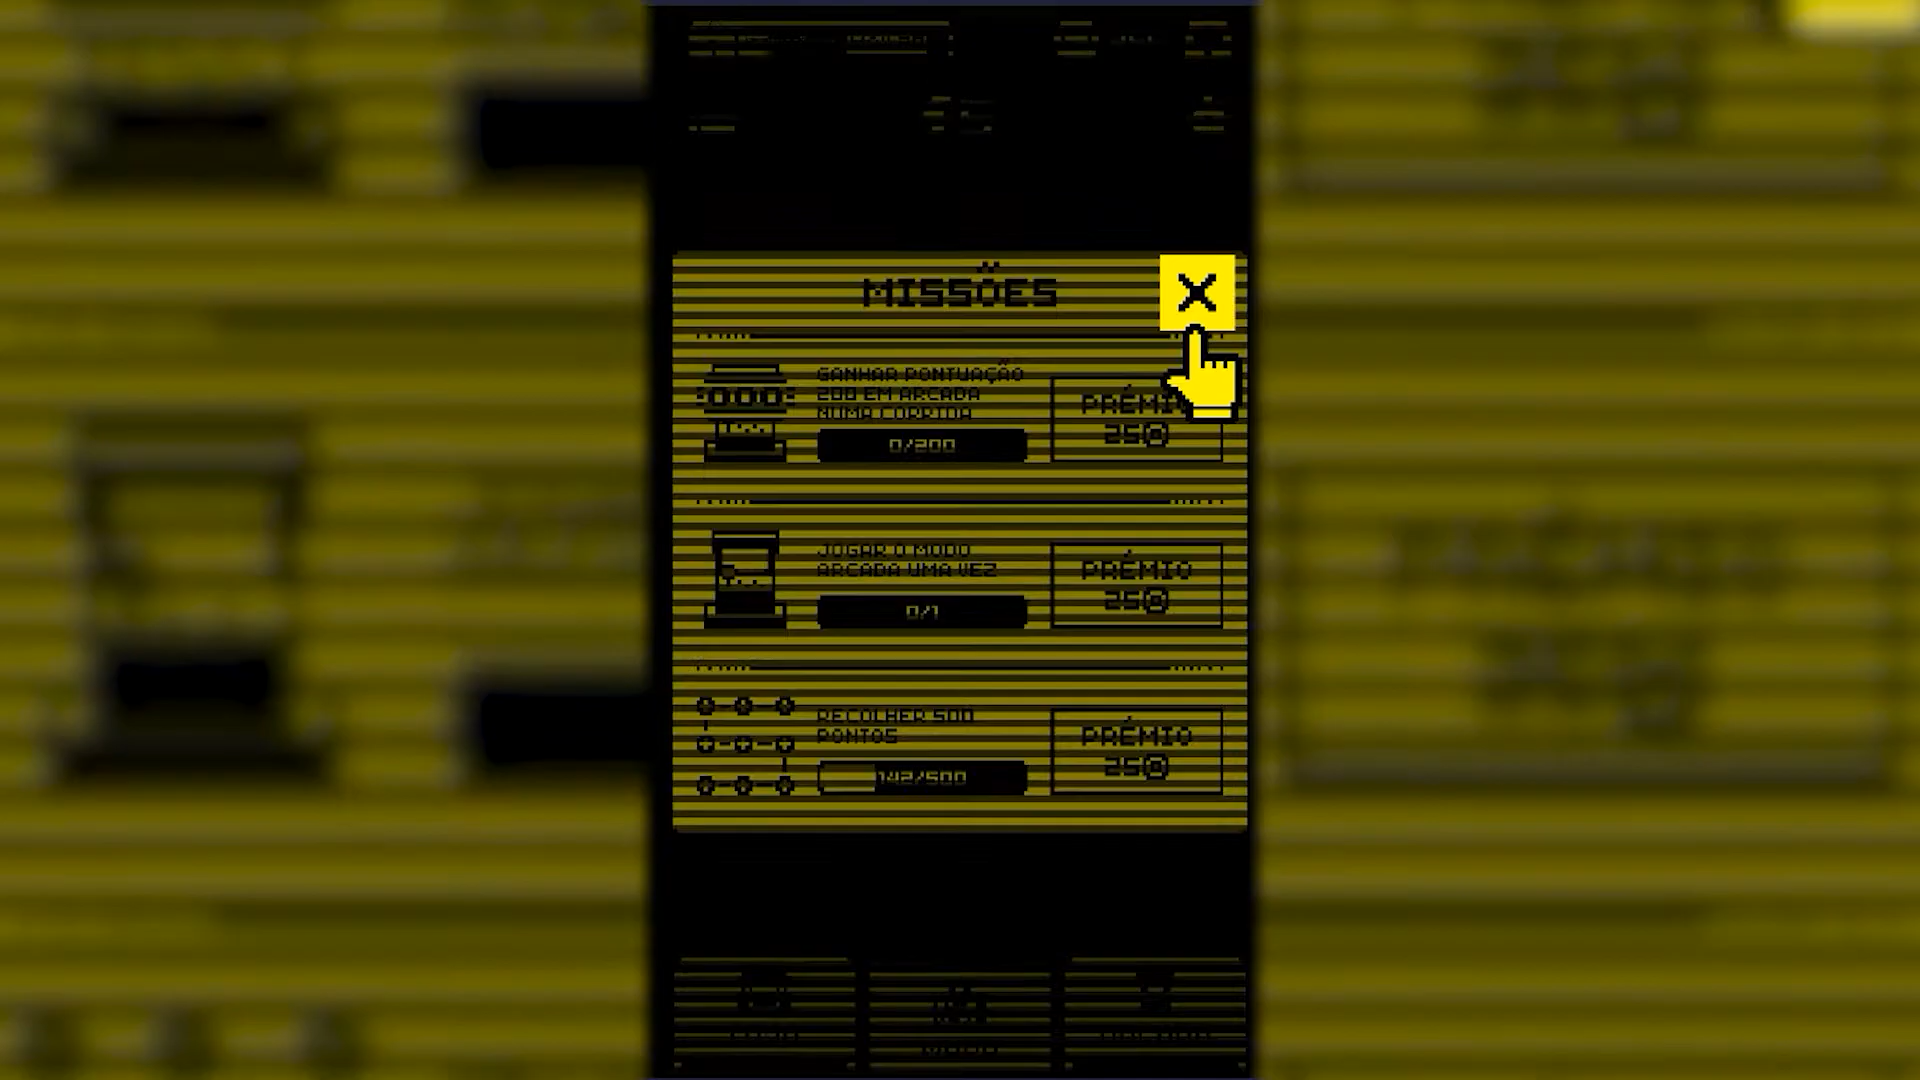 MISSÕES
GANHAR PONTUAÇÃO
200 EM ARCADA
NUMA CORRIDA
0/200
25
JOGAR O MODO
ARCADA UMA VEZ
0/1
PRÉMIO
25
RECOLHER 500
PONTOS
142/500
PRÉMIO
25